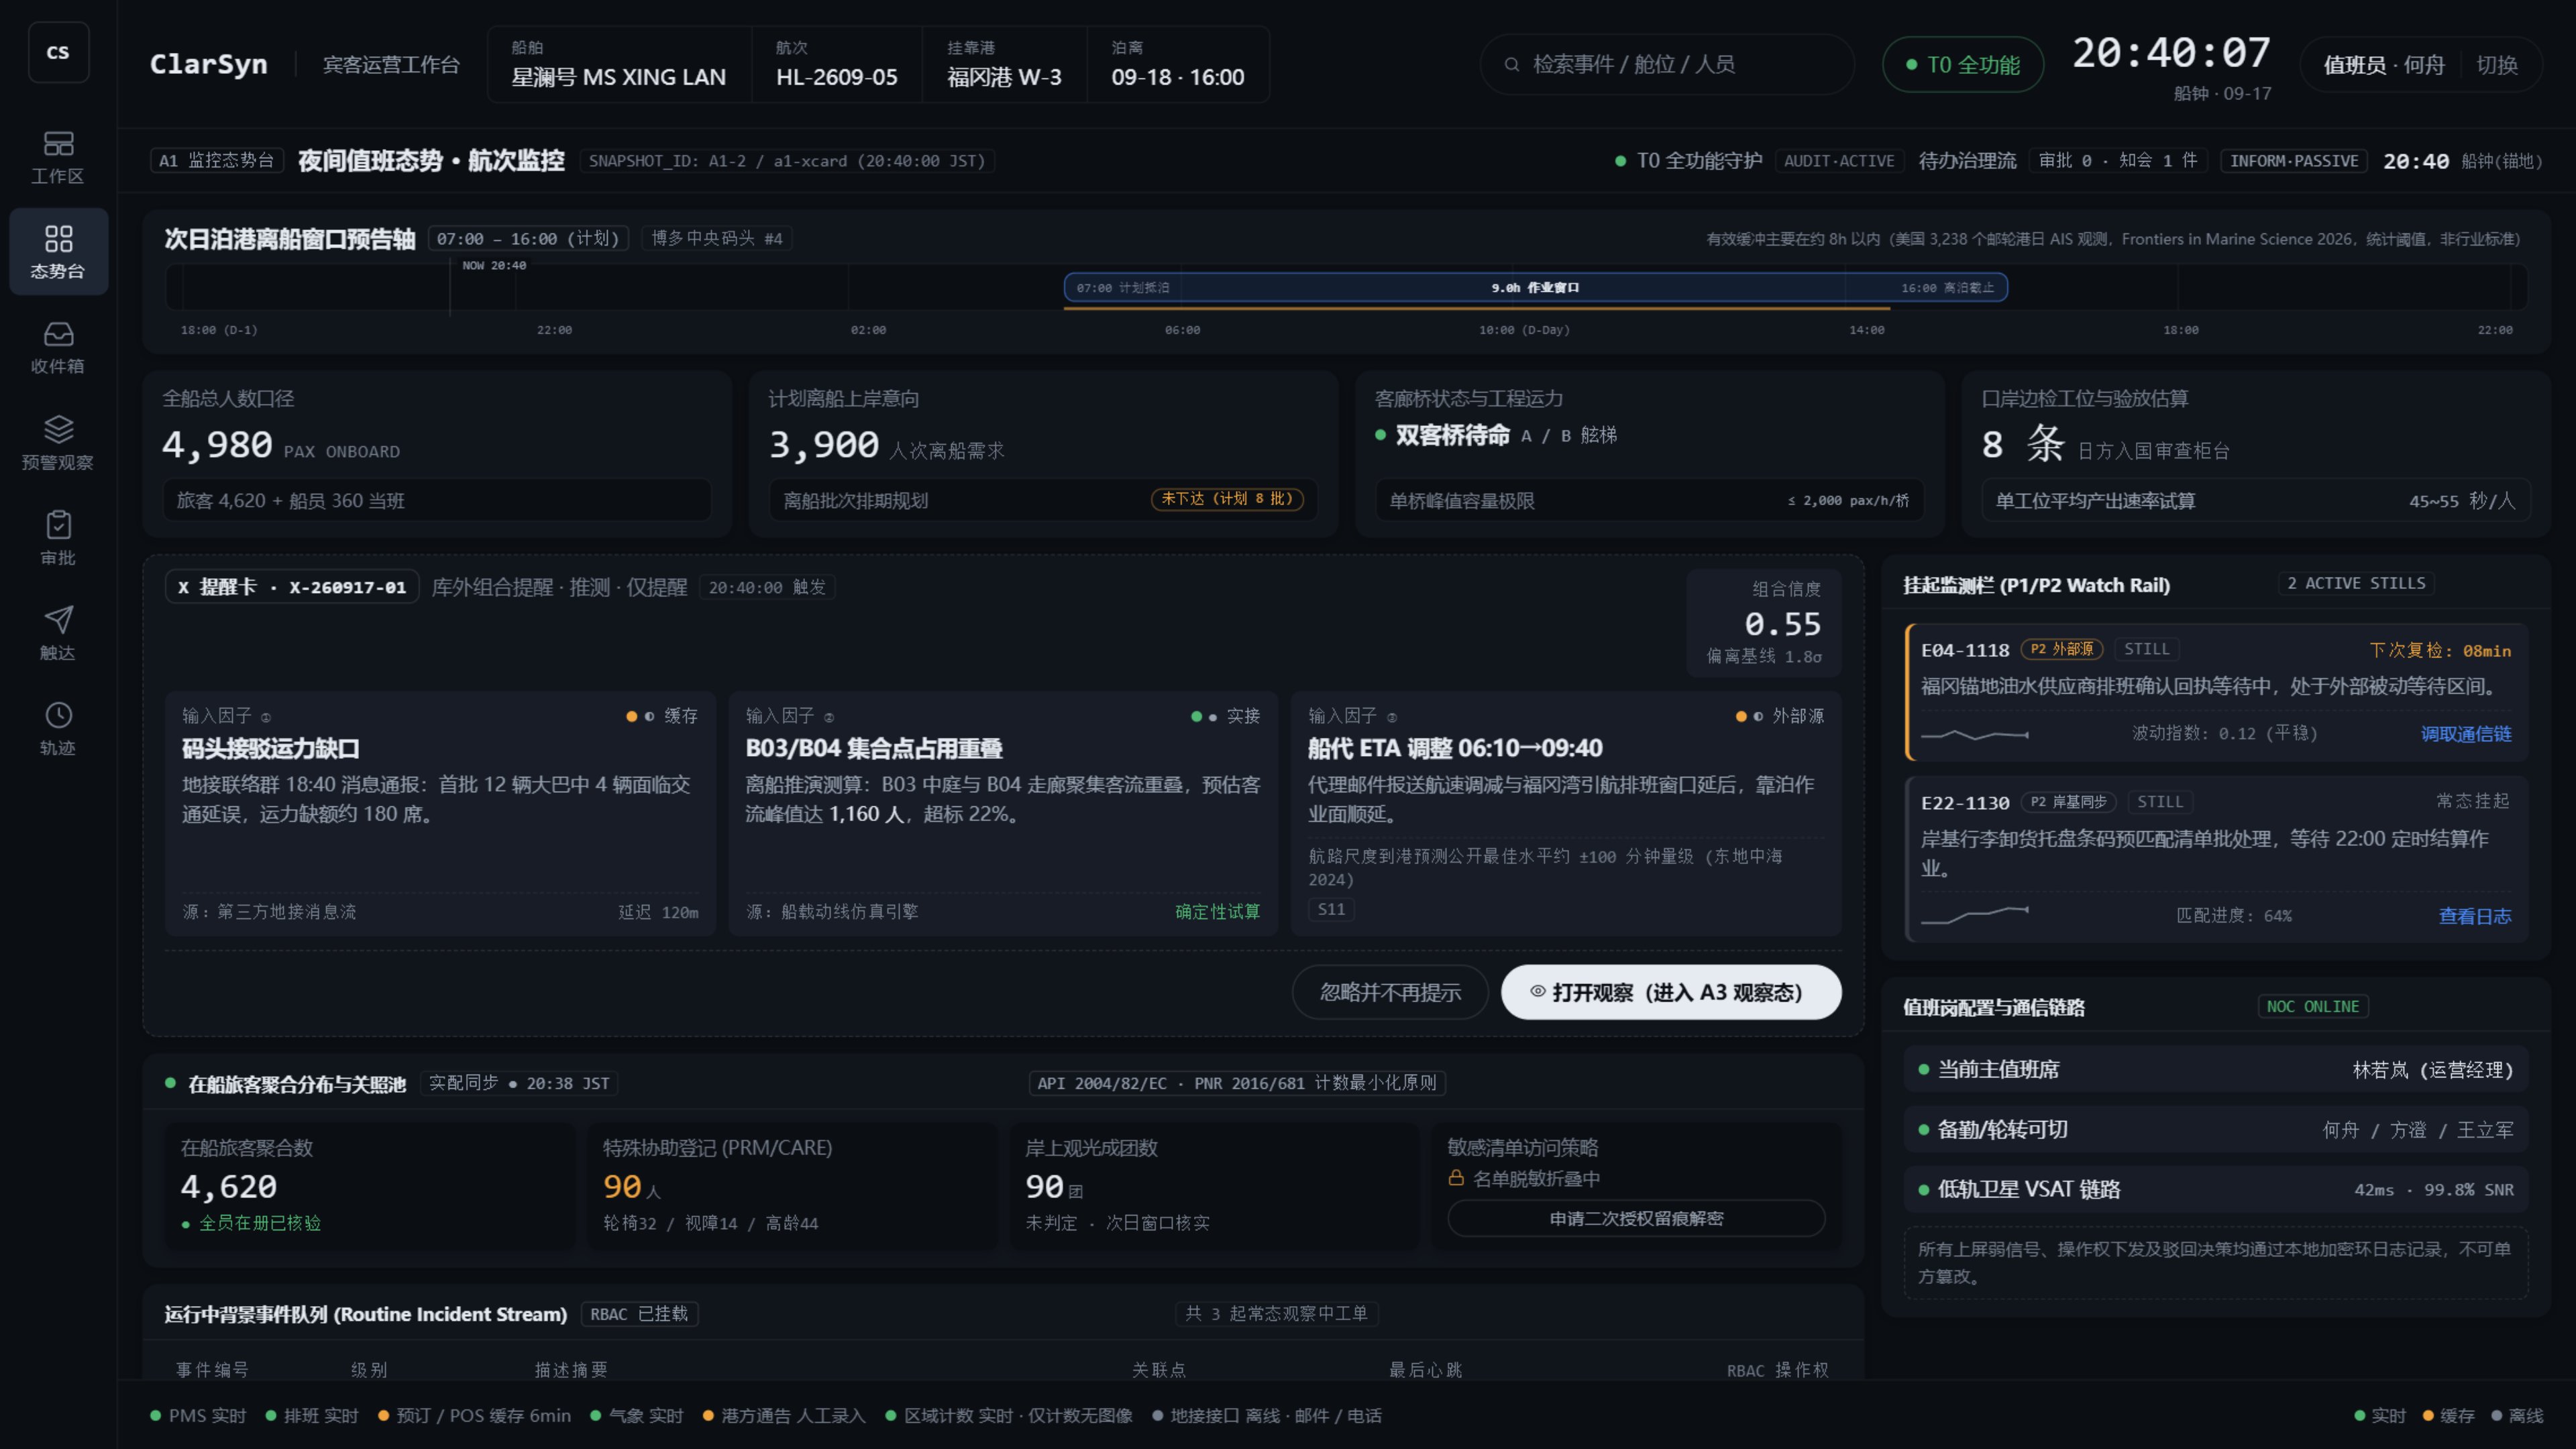 CS
ClarSyn
宾客运营工作台
船舶
星澜号 MS XING LAN
航次
HL-2609-05
挂靠港
福冈港 W-3
泊离
09-18 · 16:00
检索事件 / 舱位 / 人员
T0 全功能
20:40:07
船钟 · 09-17
值班员 · 何舟
切换
工作区
态势台
收件箱
预警观察
审批
触达
轨迹
A1 监控态势台
夜间值班态势 • 航次监控
SNAPSHOT_ID: A1-2 / a1-xcard (20:40:00 JST)
T0 全功能守护
AUDIT·ACTIVE
待办治理流
审批 0 · 知会 1 件
INFORM·PASSIVE
20:40 船钟(锚地)
次日泊港离船窗口预告轴
07:00 – 16:00 (计划)
博多中央码头 #4
有效缓冲主要在约 8h 以内（美国 3,238 个邮轮港日 AIS 观测，Frontiers in Marine Science 2026，统计阈值，非行业标准）
NOW 20:40
07:00 计划抵泊
9.0h 作业窗口
16:00 离泊截止
18:00 (D-1)
22:00
02:00
06:00
10:00 (D-Day)
14:00
18:00
22:00
全船总人数口径
4,980 PAX ONBOARD
旅客 4,620 + 船员 360 当班
计划离船上岸意向
3,900 人次离船需求
离船批次排期规划
未下达 (计划 8 批)
客廊桥状态与工程运力
双客桥待命 A / B 舷梯
单桥峰值容量极限
≤ 2,000 pax/h/桥
口岸边检工位与验放估算
8 条 日方入国审查柜台
单工位平均产出速率试算
45~55 秒/人
X 提醒卡 · X-260917-01
库外组合提醒 · 推测 · 仅提醒
20:40:00 触发
组合信度
0.55
偏离基线 1.8σ
输入因子 ①
◐ 缓存
码头接驳运力缺口
地接联络群 18:40 消息通报：首批 12 辆大巴中 4 辆面临交
通延误，运力缺额约 180 席。
源: 第三方地接消息流
延迟 120m
输入因子 ②
● 实接
B03/B04 集合点占用重叠
离船推演测算：B03 中庭与 B04 走廊聚集客流重叠，预估客
流峰值达 1,160 人，超标 22%。
源: 船载动线仿真引擎
确定性试算
输入因子 ③
◐ 外部源
船代 ETA 调整 06:10→09:40
代理邮件报送航速调减与福冈湾引航排班窗口延后，靠泊作
业面顺延。
航路尺度到港预测公开最佳水平约 ±100 分钟量级 (东地中海
2024)
S11
忽略并不再提示
打开观察（进入 A3 观察态）
挂起监测栏 (P1/P2 Watch Rail)
2 ACTIVE STILLS
E04-1118
P2 外部源
STILL
下次复检: 08min
福冈锚地油水供应商排班确认回执等待中，处于外部被动等待区间。
波动指数: 0.12 (平稳)
调取通信链
E22-1130
P2 岸基同步
STILL
常态挂起
岸基行李卸货托盘条码预匹配清单批处理，等待 22:00 定时结算作
业。
匹配进度: 64%
查看日志
值班岗配置与通信链路
NOC ONLINE
当前主值班席
林若岚 (运营经理)
备勤/轮转可切
何舟 / 方澄 / 王立军
低轨卫星 VSAT 链路
42ms · 99.8% SNR
所有上屏弱信号、操作权下发及驳回决策均通过本地加密环日志记录，不可单
方篡改。
在船旅客聚合分布与关照池
实配同步 ● 20:38 JST
API 2004/82/EC · PNR 2016/681 计数最小化原则
在船旅客聚合数
4,620
● 全员在册已核验
特殊协助登记 (PRM/CARE)
90 人
轮椅32 / 视障14 / 高龄44
岸上观光成团数
90 团
未判定 · 次日窗口核实
敏感清单访问策略
名单脱敏折叠中
申请二次授权留痕解密
运行中背景事件队列 (Routine Incident Stream)
RBAC 已挂载
共 3 起常态观察中工单
事件编号
级别
描述摘要
关联点
最后心跳
RBAC 操作权
PMS 实时
排班 实时
预订 / POS 缓存 6min
气象 实时
港方通告 人工录入
区域计数 实时 · 仅计数无图像
地接接口 离线 · 邮件 / 电话
实时
缓存
离线